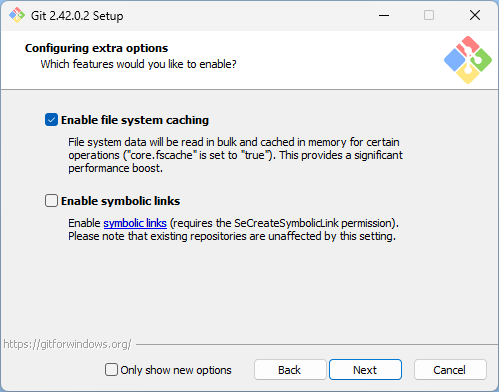 Git 2.42.0.2 Setup
Configuring extra options
Which features would you like to enable?
Enable file system caching
File system data will be read in bulk and cached in memory for certain
operations ("core.fscache" is set to "true"). This provides a significant
performance boost.
Enable symbolic links
Enable symbolic links (requires the SeCreateSymbolicLink permission).
Please note that existing repositories are unaffected by this setting.
https://gitforwindows.org/
Only show new options
Back
Next
Cancel